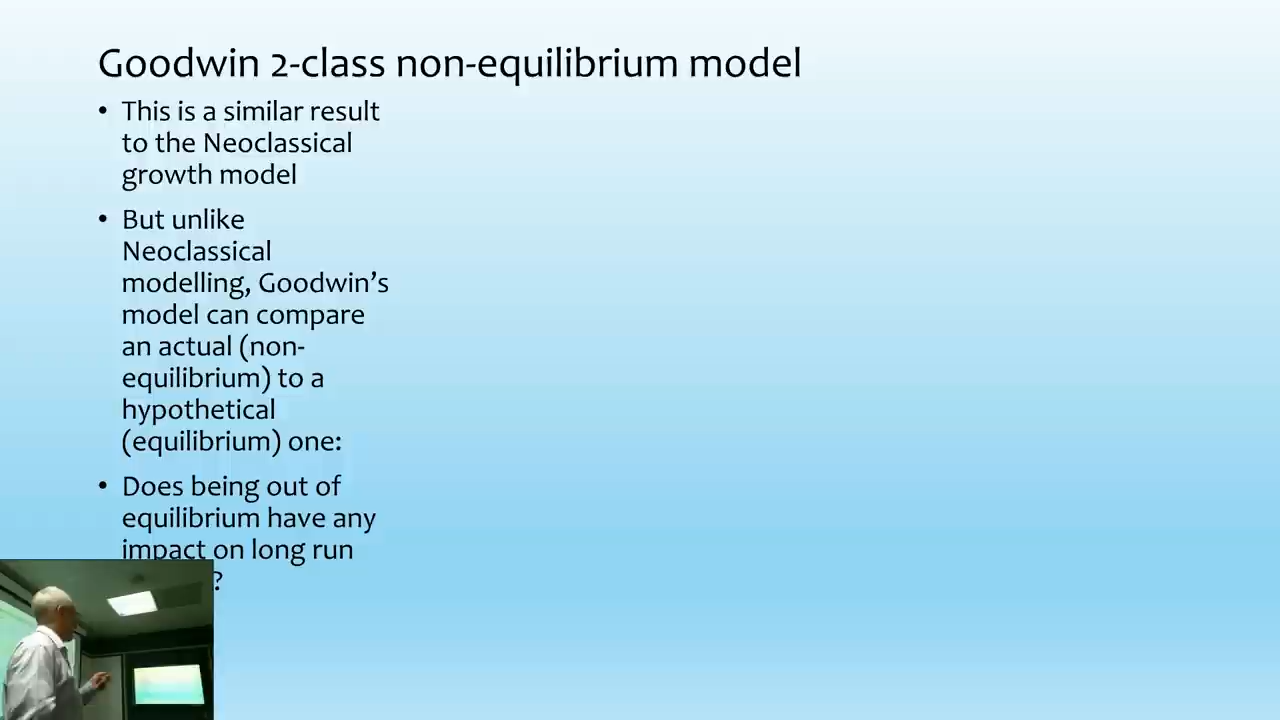 Goodwin 2-class non-equilibrium model
• This is a similar result
to the Neoclassical
growth model
• But unlike
Neoclassical
modelling, Goodwin’s
model can compare
an actual (non-
equilibrium) to a
hypothetical
(equilibrium) one:
• Does being out of
equilibrium have any
impact on long run
?